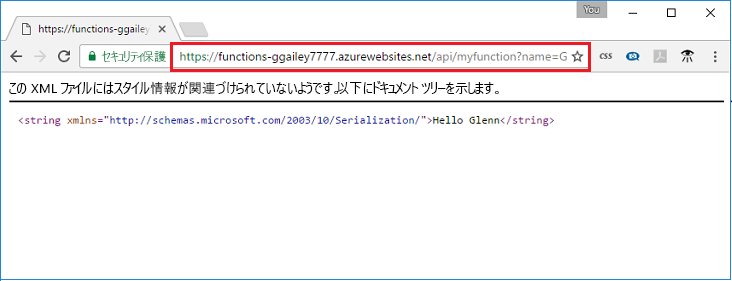 You
https://functions-ggailey
セキュリティ保護 https://functions-ggailey7777.azurewebsites.net/api/myfunction?name=G css
この XML ファイルにはスタイル情報が関連づけられていないようです。以下にドキュメント ツリーを示します。
<string xmlns="http://schemas.microsoft.com/2003/10/Serialization/">Hello Glenn</string>